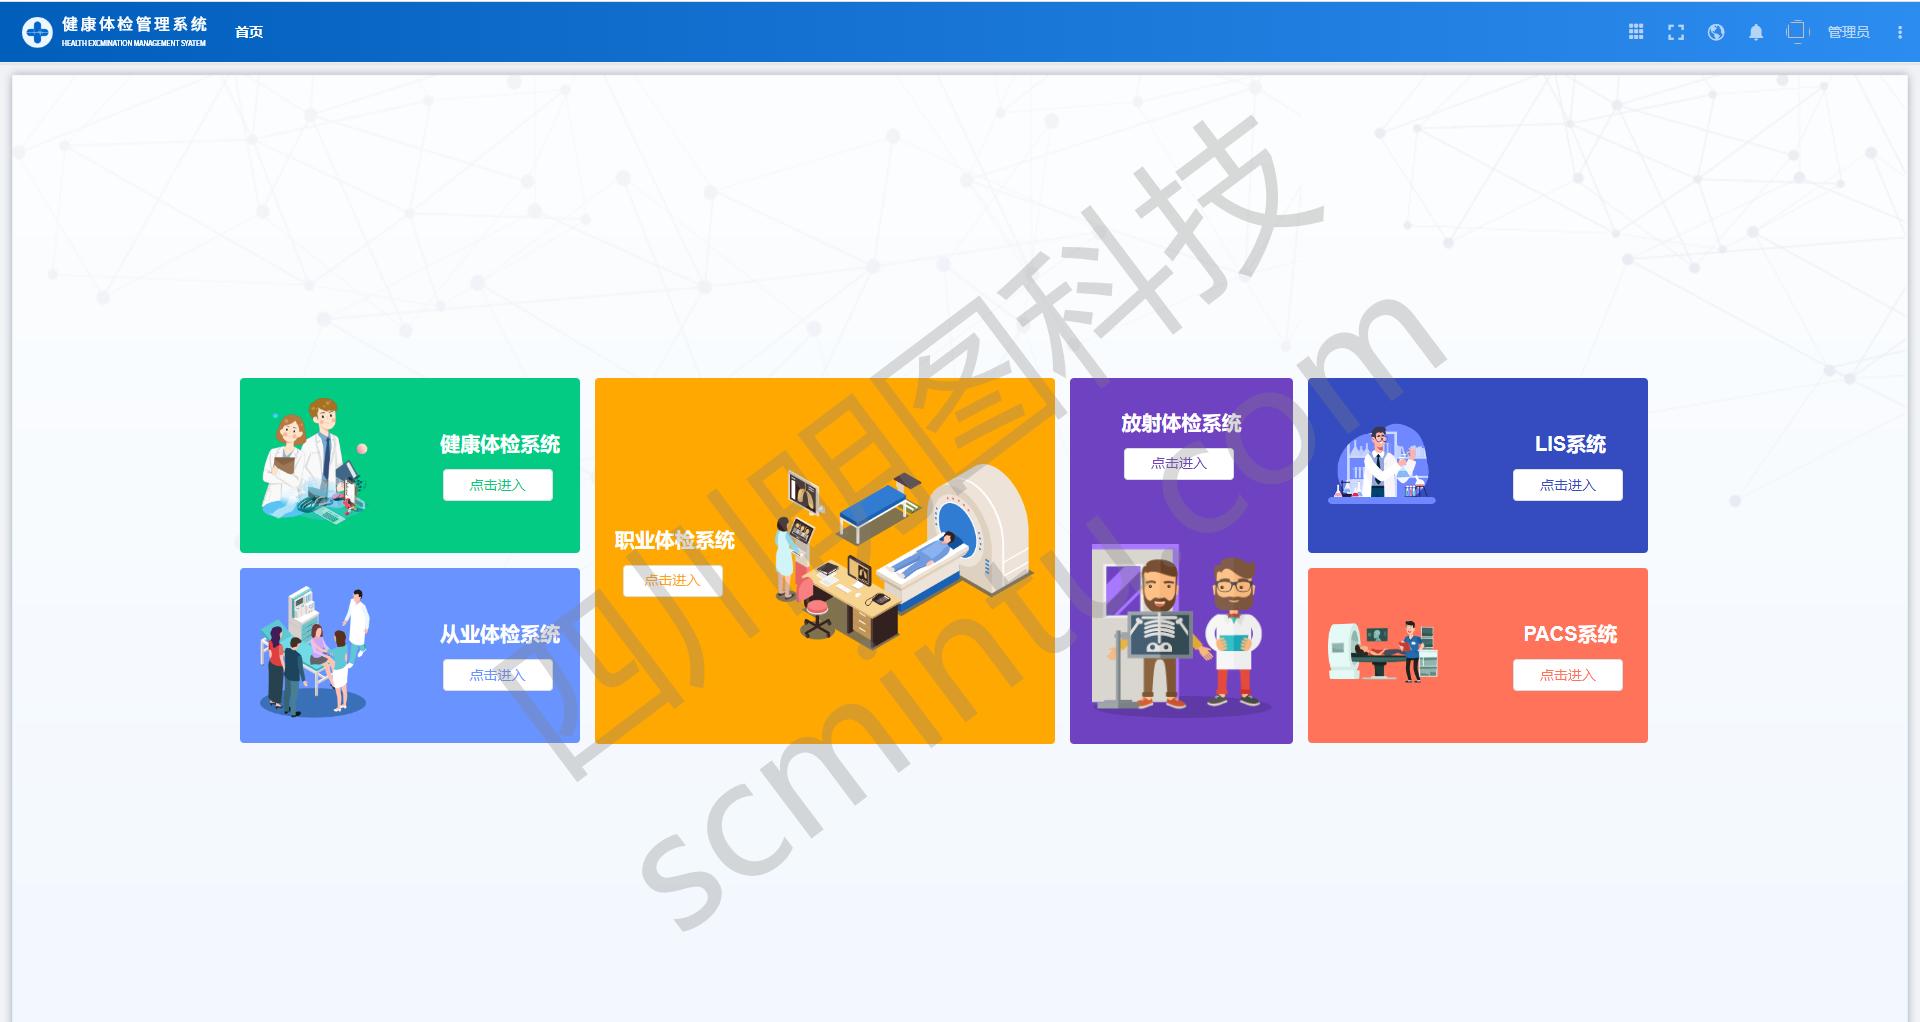 健康体检管理系统
HEALTH EXCMINATION MANAGEMENT SYATEM
首页
管理员
健康体检系统
点击进入
从业体检系统
点击进入
职业体检系统
点击进入
放射体检系统
点击进入
LIS系统
点击进入
PACS系统
点击进入
四川明图科技
scmintu.com